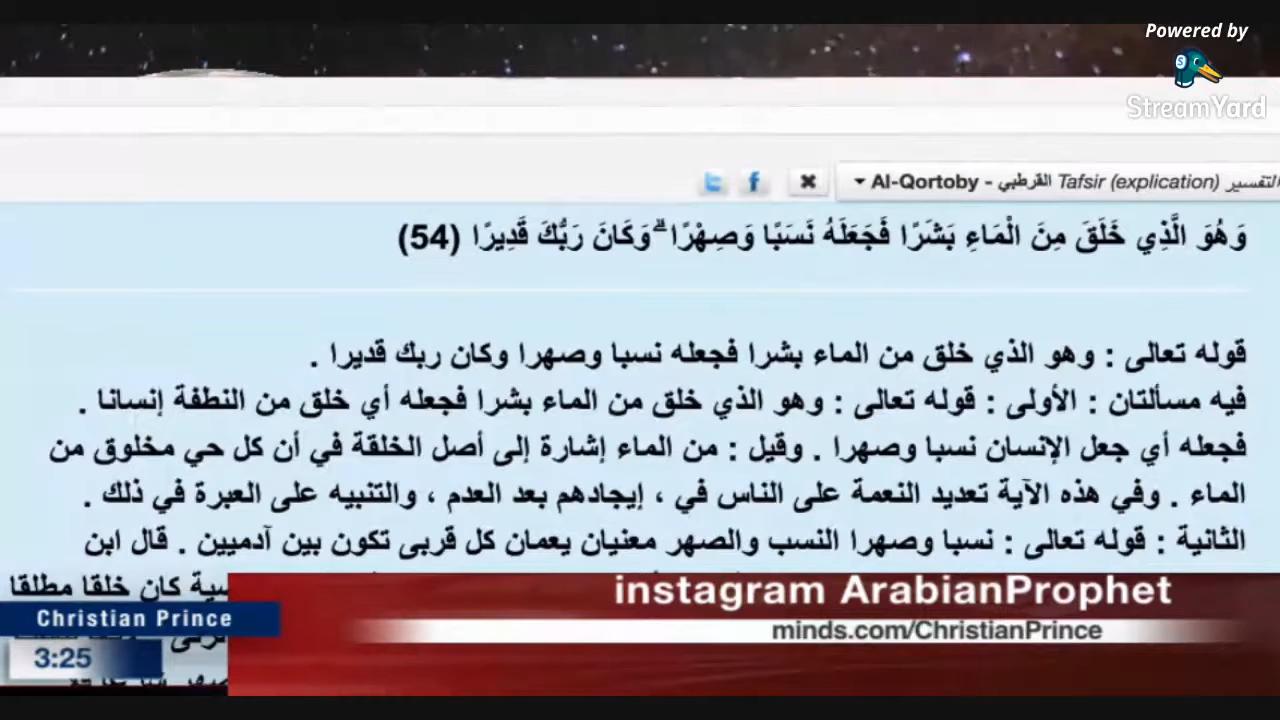 Powered by
StreamYard
التفسير Tafsir (explication) القرطبي - Al-Qortoby
وَهُوَ الَّذِي خَلَقَ مِنَ الْمَاءِ بَشَرًا فَجَعَلَهُ نَسَبًا وَصِهْرًا ۗ وَكَانَ رَبُّكَ قَدِيرًا (54)
قوله تعالى : وهو الذي خلق من الماء بشرا فجعله نسبا وصهرا وكان ربك قديرا .
فيه مسألتان : الأولى : قوله تعالى : وهو الذي خلق من الماء بشرا فجعله أي خلق من النطفة إنسانا .
فجعله أي جعل الإنسان نسبا وصهرا . وقيل : من الماء إشارة إلى أصل الخلقة في أن كل حي مخلوق من
الماء . وفي هذه الآية تعديد النعمة على الناس في ، إيجادهم بعد العدم ، والتنبيه على العبرة في ذلك .
الثانية : قوله تعالى : نسبا وصهرا النسب والصهر معنيان يعمان كل قربى تكون بين آدميين . قال ابن
كان خلقا مطلقا
instagram ArabianProphet
Christian Prince
minds.com/ChristianPrince
3:25